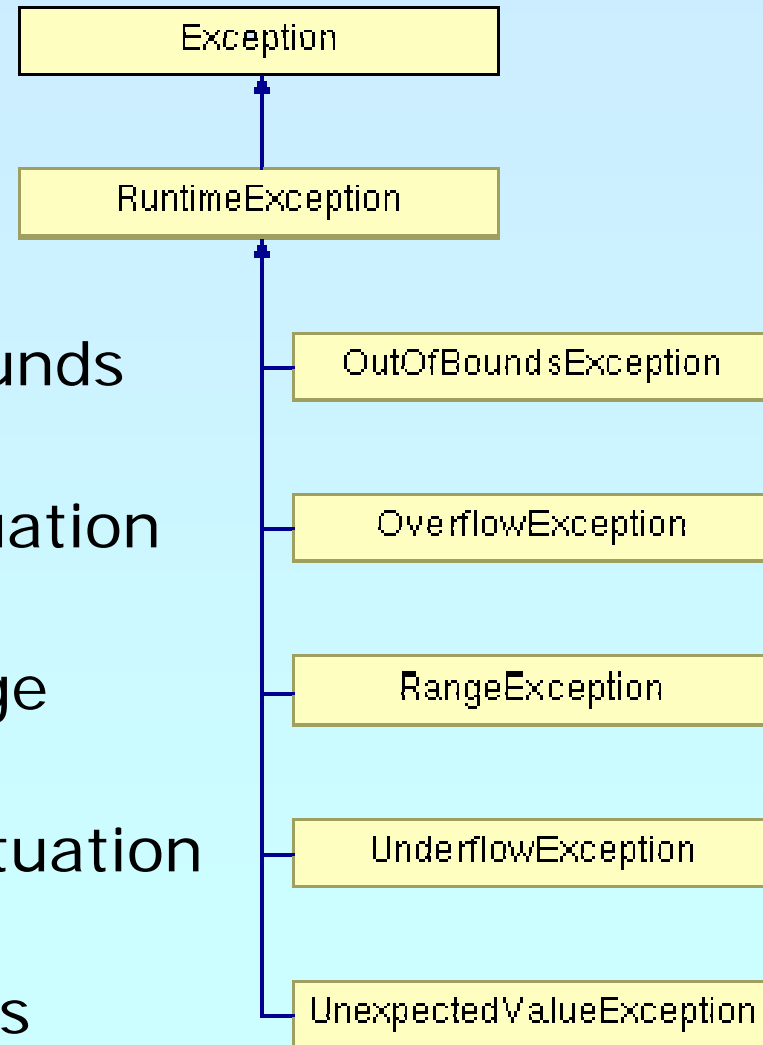 Exception
RuntimeException
unds
OutOfBoundsException
uation
OverflowException
ge
RangeException
tuation
UnderflowException
s
UnexpectedValueException